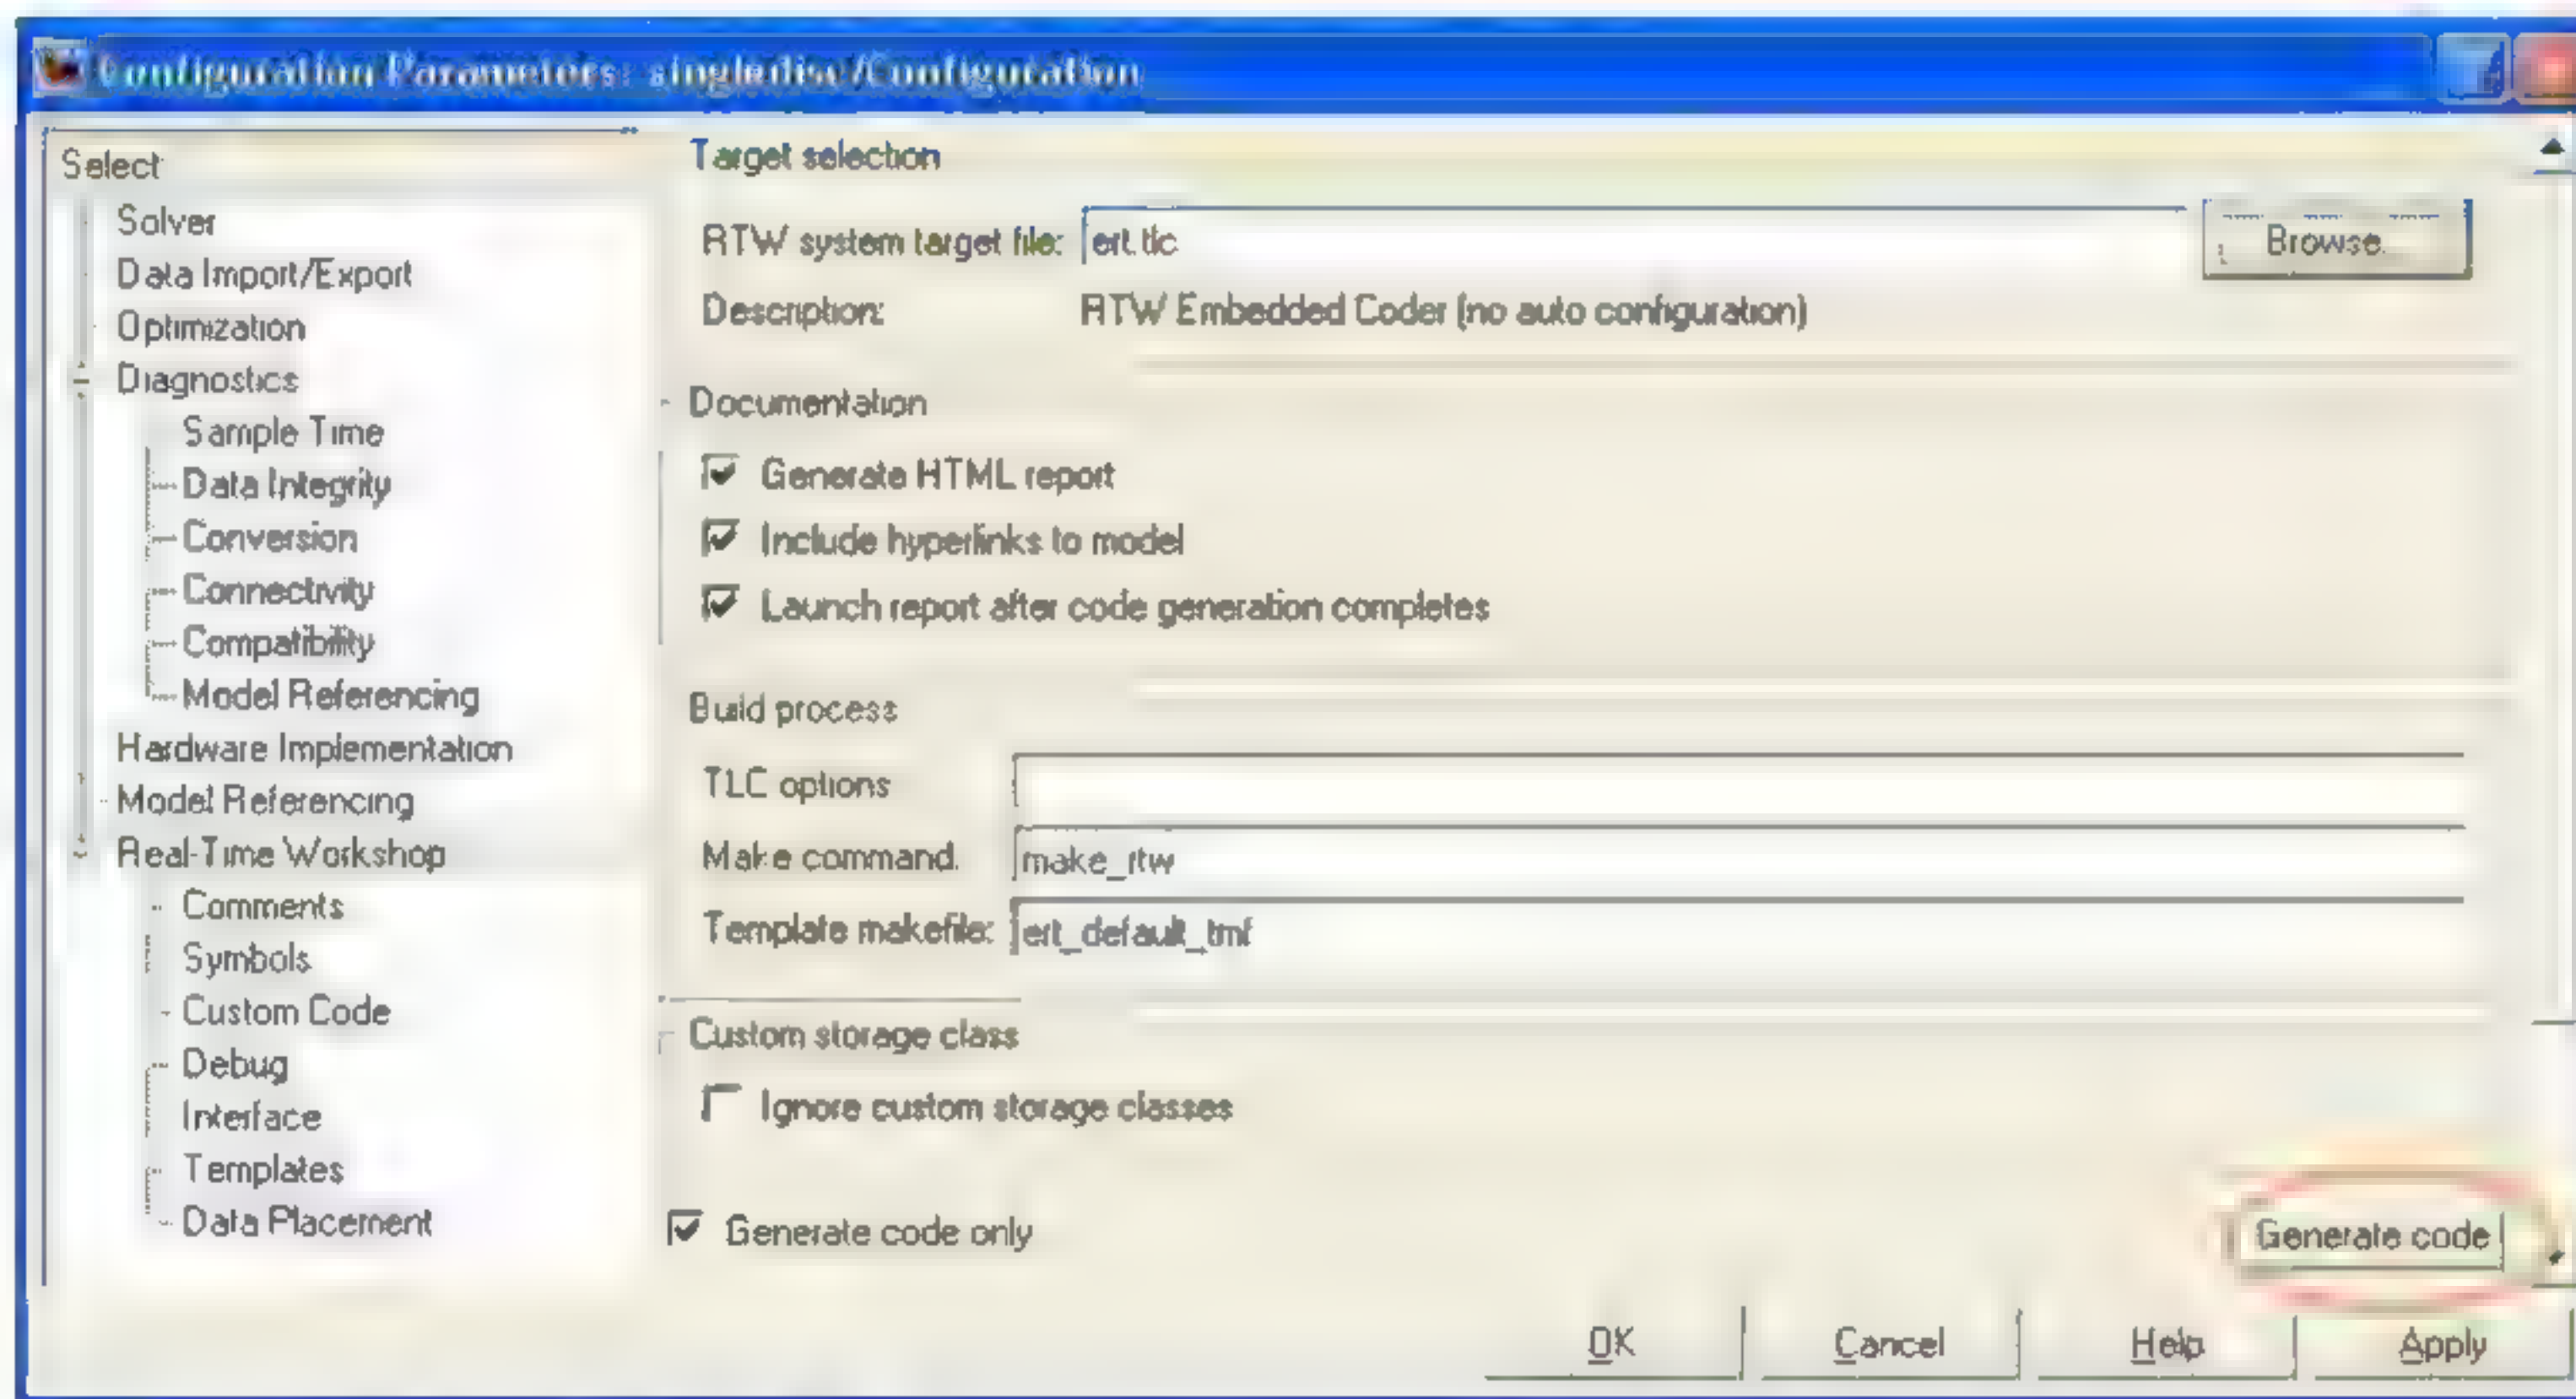 Configuration Parameters: singledisc/Configuration
Select
Solver
Data Import/Export
Optimization
Diagnostics
Sample Time
Data Integrity
Conversion
Connectivity
Compatibility
Model Referencing
Hardware Implementation
Model Referencing
Real-Time Workshop
Comments
Symbols
Custom Code
Debug
Interface
Templates
Data Placement
Target selection
RTW system target file: ert.tlc Browse...
Description: RTW Embedded Coder (no auto configuration)
Documentation
Generate HTML report
Include hyperlinks to model
Launch report after code generation completes
Build process
TLC options
Make command: make_rtw
Template makefile: ert_default_tmf
Custom storage class
Ignore custom storage classes
Generate code only
Generate code
OK Cancel Help Apply